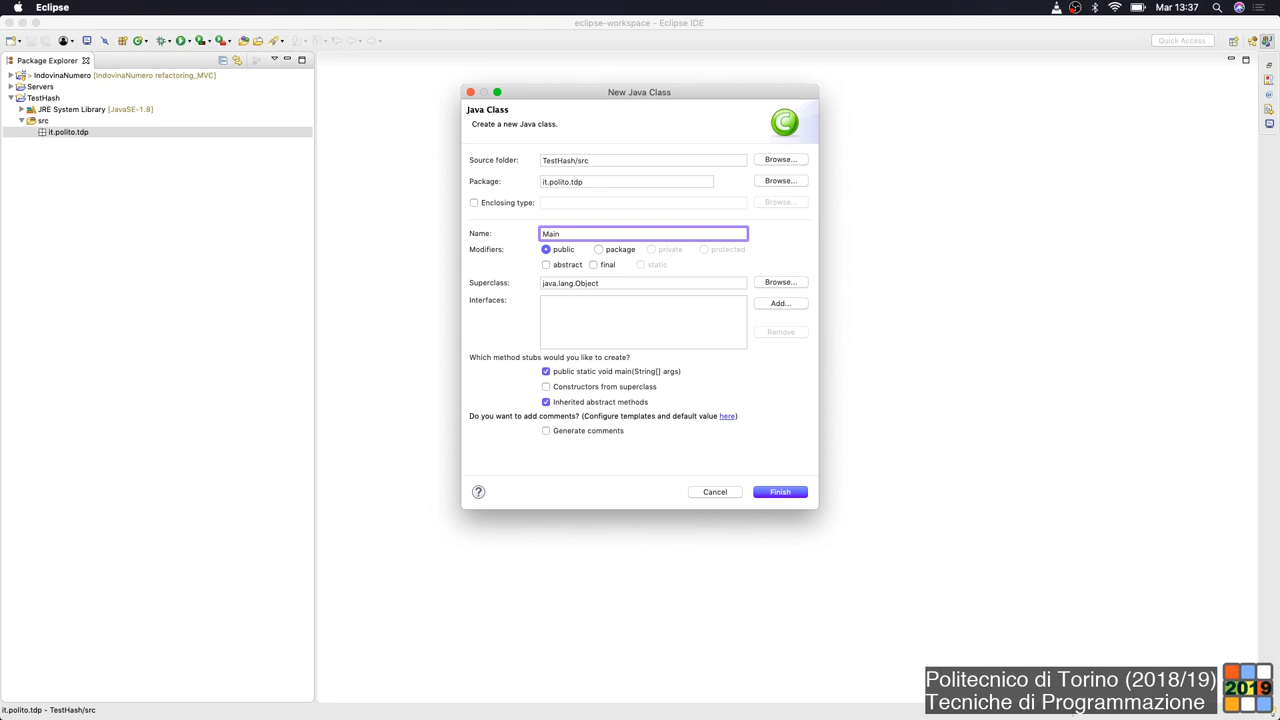 Eclipse
Mar 13:37
eclipse-workspace - Eclipse IDE
Quick Access
Package Explorer
> IndovinaNumero [IndovinaNumero refactoring_MVC]
Servers
TestHash
JRE System Library [JavaSE-1.8]
src
it.polito.tdp
New Java Class
Java Class
Create a new Java class.
Source folder: TestHash/src Browse...
Package: it.polito.tdp Browse...
Enclosing type: Browse...
Name: Main
Modifiers: public package private protected
abstract final static
Superclass: java.lang.Object Browse...
Interfaces: Add...
Remove
Which method stubs would you like to create?
public static void main(String[] args)
Constructors from superclass
Inherited abstract methods
Do you want to add comments? (Configure templates and default value here)
Generate comments
? Cancel Finish
Politecnico di Torino (2018/19)
Tecniche di Programmazione
2019
it.polito.tdp - TestHash/src